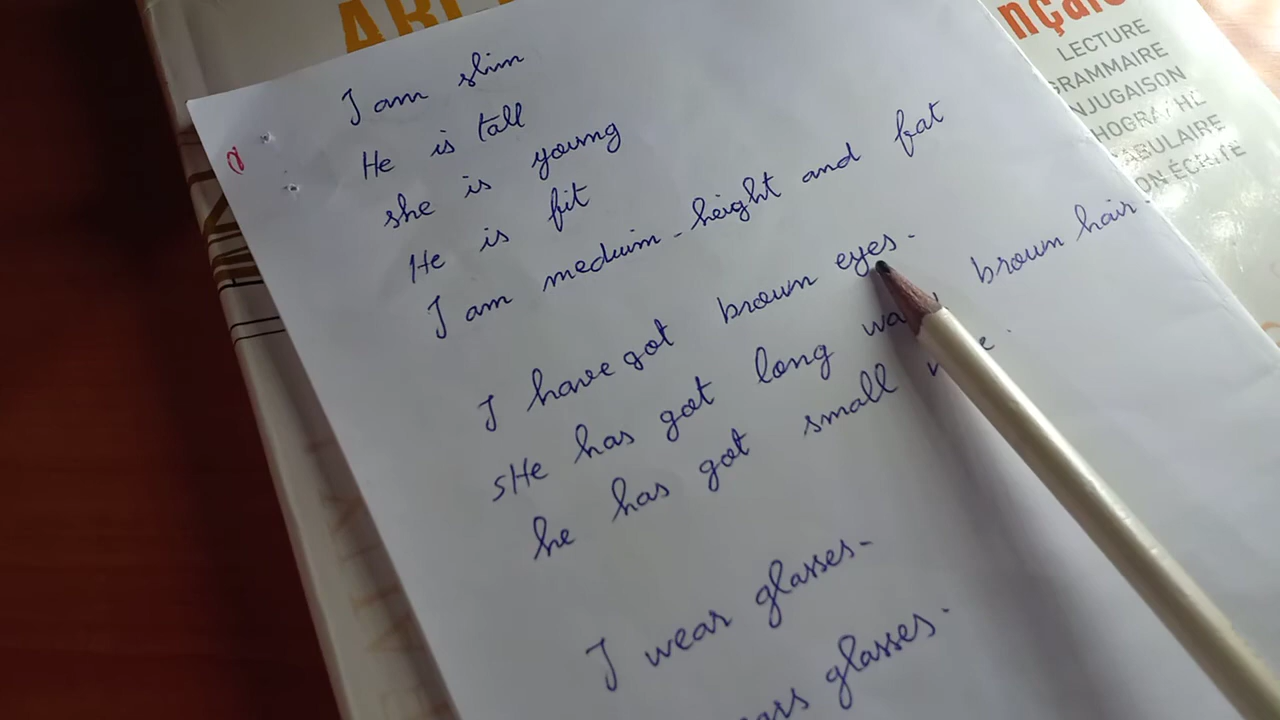 I am slim
He is tall
she is young
He is fit
I am meduim-height and fat
I have got brown eyes.
sHe has got long brown hair.
he has got small
I wear glasses-
glasses.
LECTURE
GRAMMAIRE